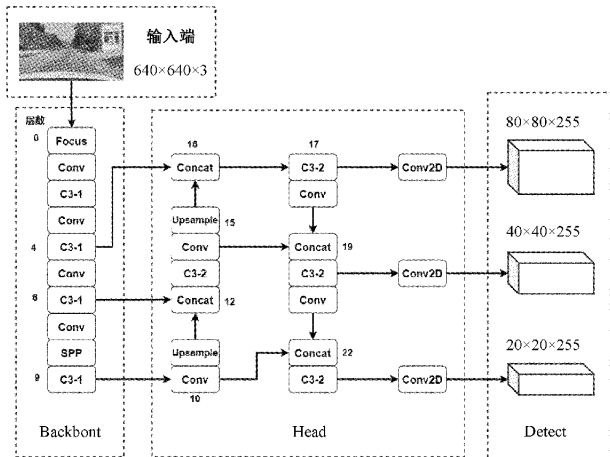 输入端
640×640×3
层数
0
Focus
Conv
C3-1
Conv
4
C3-1
Conv
6
C3-1
Conv
SPP
9
C3-1
Backbont
16
Concat
Upsample
15
Conv
C3-2
Concat
12
Upsample
Conv
10
17
C3-2
Conv
Concat
19
C3-2
Conv
Concat
22
C3-2
Conv2D
Conv2D
Conv2D
Head
80×80×255
40×40×255
20×20×255
Detect